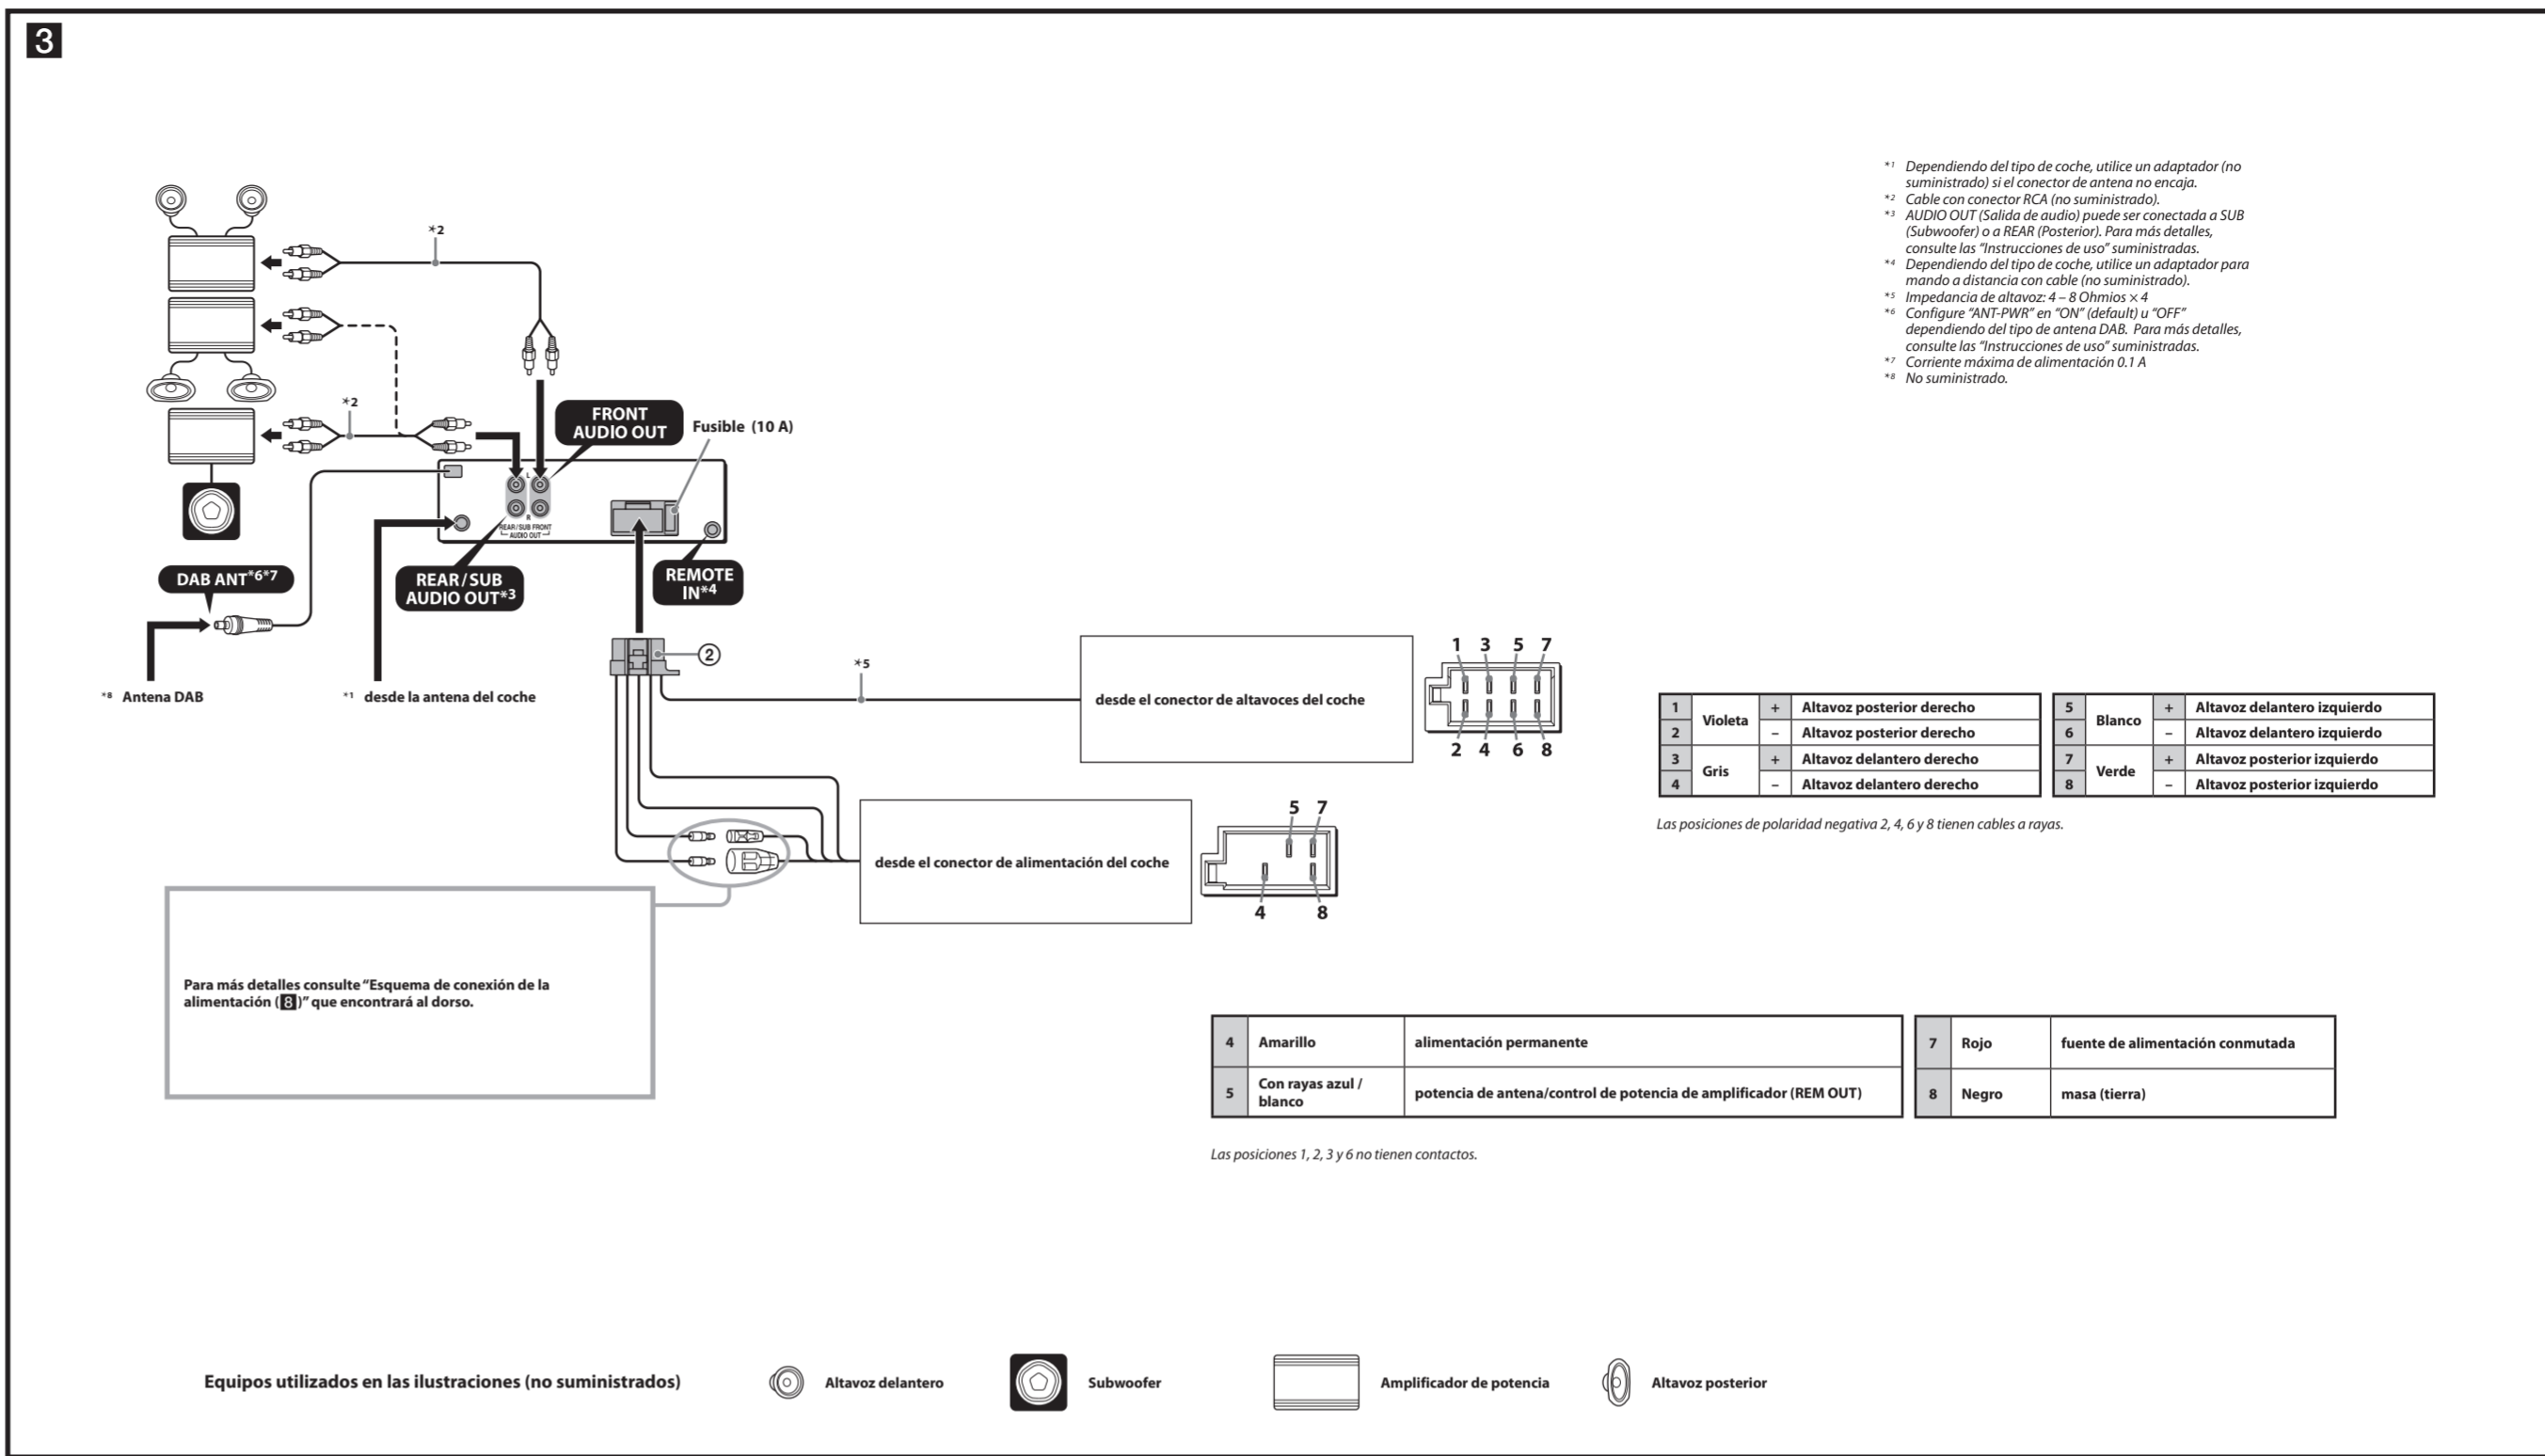 3
*1 Dependiendo del tipo de coche, utilice un adaptador (no
suministrado) si el conector de antena no encaja.
*2 Cable con conector RCA (no suministrado).
*3 AUDIO OUT (Salida de audio) puede ser conectada a SUB
(Subwoofer) o a REAR (Posterior). Para más detalles,
consulte las “Instrucciones de uso” suministradas.
*4 Dependiendo del tipo de coche, utilice un adaptador para
mando a distancia con cable (no suministrado).
*5 Impedancia de altavoz: 4 – 8 Ohmios × 4
*6 Configure “ANT-PWR” en “ON” (default) u “OFF”
dependiendo del tipo de antena DAB. Para más detalles,
consulte las “Instrucciones de uso” suministradas.
*7 Corriente máxima de alimentación 0.1 A
*8 No suministrado.
*2
*2
FRONT
AUDIO OUT
Fusible (10 A)
L
R
REAR/SUB FRONT
AUDIO OUT
DAB ANT*6*7
REAR/SUB
AUDIO OUT*3
REMOTE
IN*4
*8 Antena DAB
*1 desde la antena del coche
2
*5
desde el conector de altavoces del coche
1 3 5 7
2 4 6 8
1 Violeta + Altavoz posterior derecho
2 – Altavoz posterior derecho
3 Gris + Altavoz delantero derecho
4 – Altavoz delantero derecho
5 Blanco + Altavoz delantero izquierdo
6 – Altavoz delantero izquierdo
7 Verde + Altavoz posterior izquierdo
8 – Altavoz posterior izquierdo
Las posiciones de polaridad negativa 2, 4, 6 y 8 tienen cables a rayas.
desde el conector de alimentación del coche
5 7
4 8
Para más detalles consulte “Esquema de conexión de la
alimentación (8)” que encontrará al dorso.
4 Amarillo alimentación permanente
5 Con rayas azul /
blanco potencia de antena/control de potencia de amplificador (REM OUT)
7 Rojo fuente de alimentación conmutada
8 Negro masa (tierra)
Las posiciones 1, 2, 3 y 6 no tienen contactos.
Equipos utilizados en las ilustraciones (no suministrados)
Altavoz delantero
Subwoofer
Amplificador de potencia
Altavoz posterior